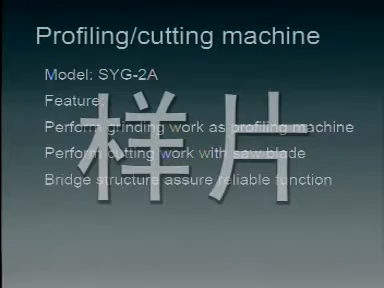 Profiling/cutting machine
Model: SYG-2A
Feature:
Perform grinding work as profiling machine
Perform cutting work with saw blade
Bridge structure assure reliable function
样片